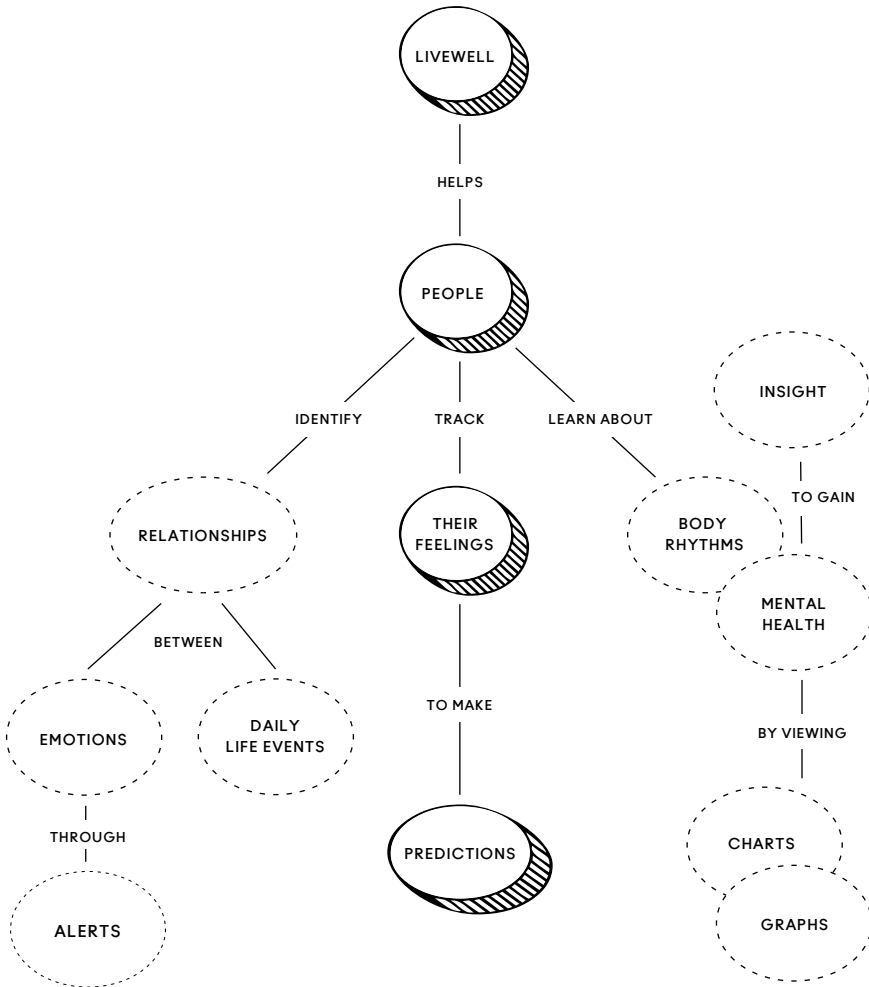 LIVEWELL
HELPS
PEOPLE
IDENTIFY
TRACK
LEARN ABOUT
INSIGHT
TO GAIN
RELATIONSHIPS
THEIR
FEELINGS
BODY
RHYTHMS
MENTAL
HEALTH
BETWEEN
EMOTIONS
DAILY
LIFE EVENTS
TO MAKE
BY VIEWING
THROUGH
ALERTS
PREDICTIONS
CHARTS
GRAPHS